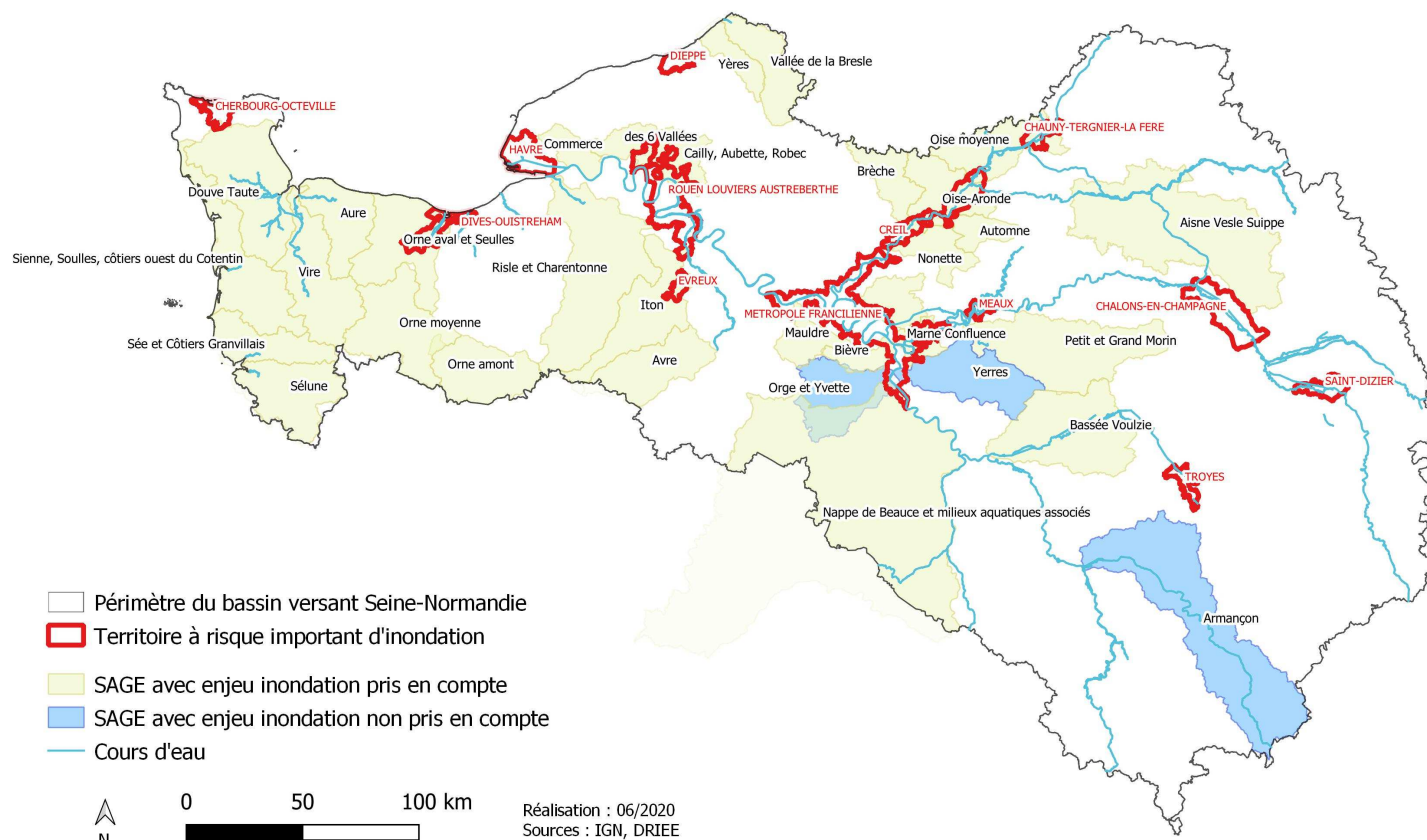 DIEPPE
Yères
Vallée de la Bresle
CHERBOURG-OCTEVILLE
HAVRE
Commerce
des 6 Vallées
Cailly, Aubette, Robec
ROUEN LOUVIERS AUSTREBERTHE
CHAUNY-TERGNIER-LA FERE
Oise moyenne
Brèche
Oise-Aronde
Douve Taute
Aure
DIVES-OUISTREHAM
Orne aval et Seulles
CREIL
Automne
Aisne Vesle Suippe
Nonette
Sienne, Soulles, côtiers ouest du Cotentin
Vire
Risle et Charentonne
EVREUX
Iton
METROPOLE FRANCILIENNE
MEAUX
CHALONS-EN-CHAMPAGNE
Orne moyenne
Mauldre
Marne Confluence
Petit et Grand Morin
Sée et Côtiers Granvillais
Bièvre
Orne amont
Avre
Sélune
Orge et Yvette
Yerres
SAINT-DIZIER
Bassée Voulzie
TROYES
Nappe de Beauce et milieux aquatiques associés
Armançon
Périmètre du bassin versant Seine-Normandie
Territoire à risque important d'inondation
SAGE avec enjeu inondation pris en compte
SAGE avec enjeu inondation non pris en compte
Cours d'eau
N
0 50 100 km
Réalisation : 06/2020
Sources : IGN, DRIEE